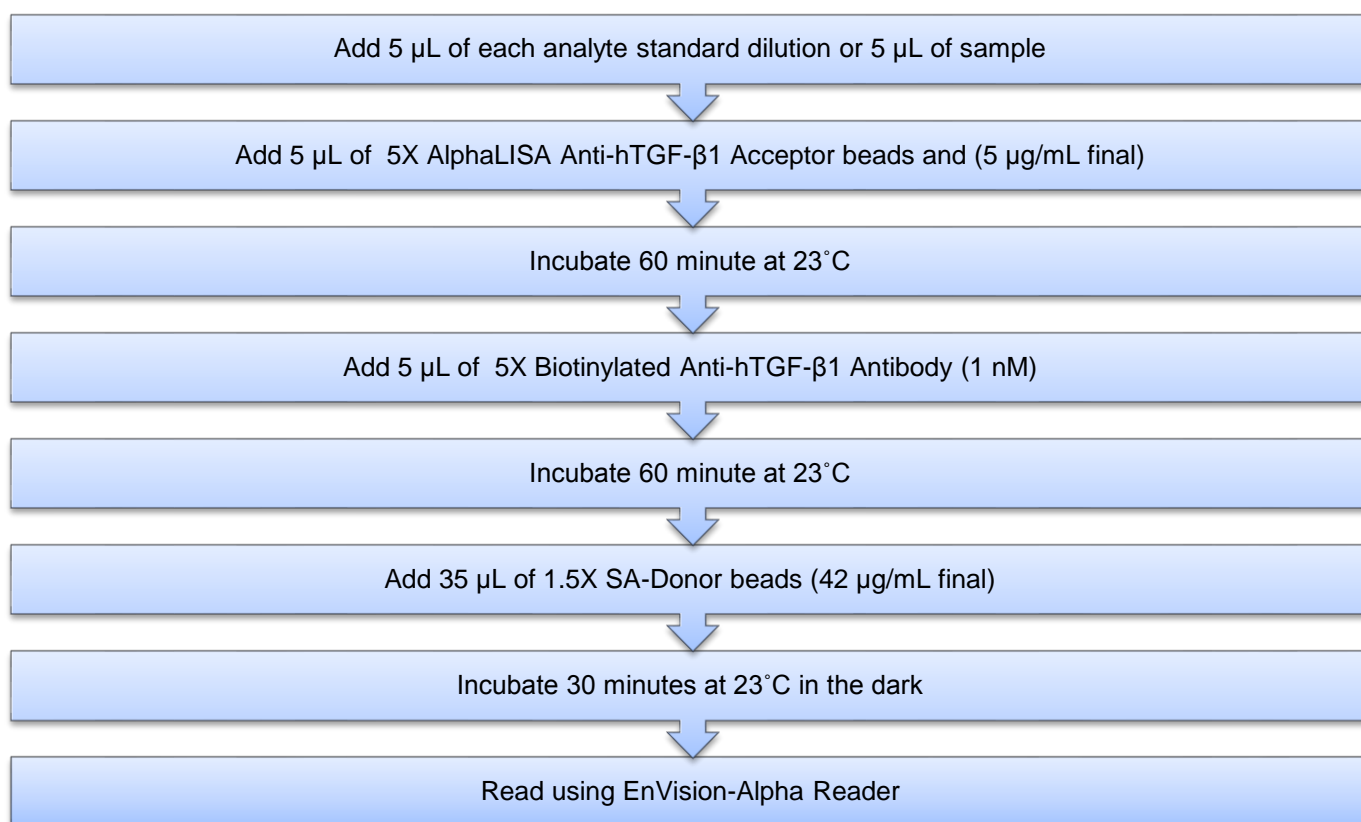 Add 5 µL of each analyte standard dilution or 5 µL of sample
Add 5 µL of  5X AlphaLISA Anti-hTGF-β1 Acceptor beads and (5 µg/mL final)
Incubate 60 minute at 23˚C
Add 5 µL of  5X Biotinylated Anti-hTGF-β1 Antibody (1 nM)
Incubate 60 minute at 23˚C
Add 35 µL of 1.5X SA-Donor beads (42 µg/mL final)
Incubate 30 minutes at 23˚C in the dark
Read using EnVision-Alpha Reader